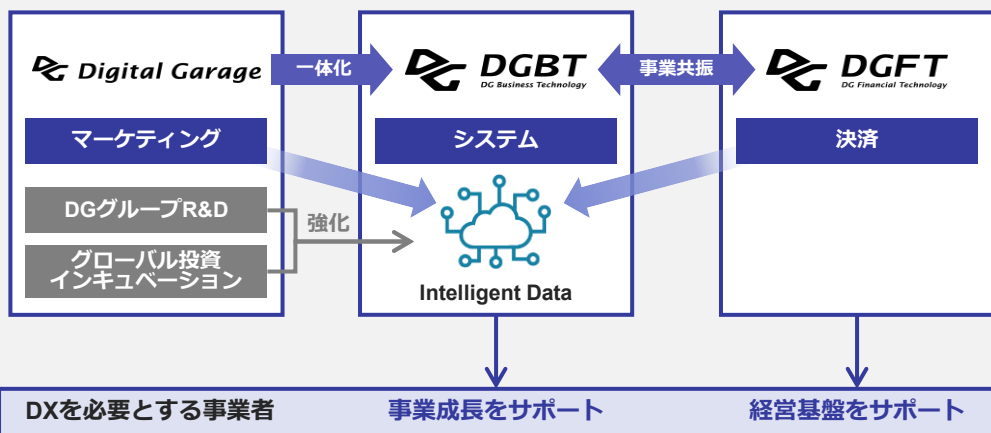 Digital Garage
一体化
DGBT
DG Business Technology
事業共振
DGFT
DG Financial Technology
マーケティング
システム
決済
DGグループR&D
グローバル投資
インキュベーション
強化
Intelligent Data
DXを必要とする事業者
事業成長をサポート
経営基盤をサポート